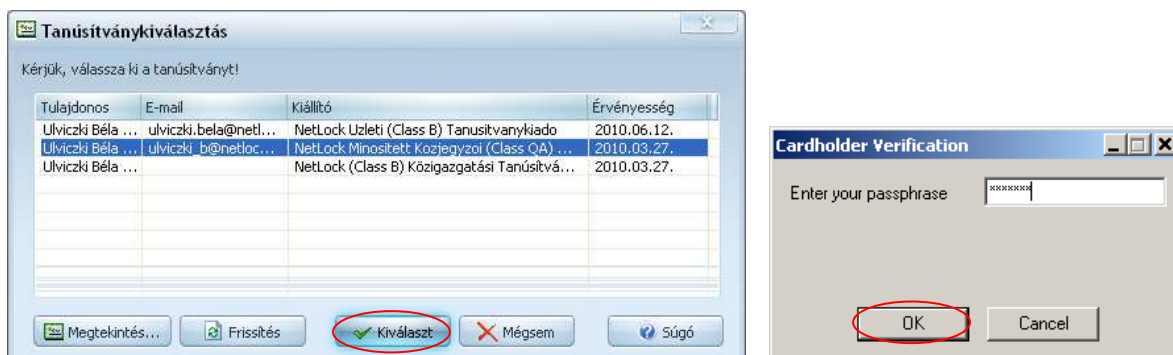 Tanúsítványkiválasztás
Kérjük, válassza ki a tanúsítványt!
Tulajdonos E-mail Kiállító Érvényesség
Ulviczki Béla ... ulviczki.bela@netl... NetLock Uzleti (Class B) Tanusitvanykiado 2010.06.12.
Ulviczki Béla ... ulviczki_b@netloc... NetLock Minositett Kozjegyzoi (Class QA) ... 2010.03.27.
Ulviczki Béla ... NetLock (Class B) Közigazgatási Tanúsítvá... 2010.03.27.
Megtekintés... Frissítés Kiválaszt Mégsem Súgó
Cardholder Verification
Enter your passphrase *******
OK Cancel